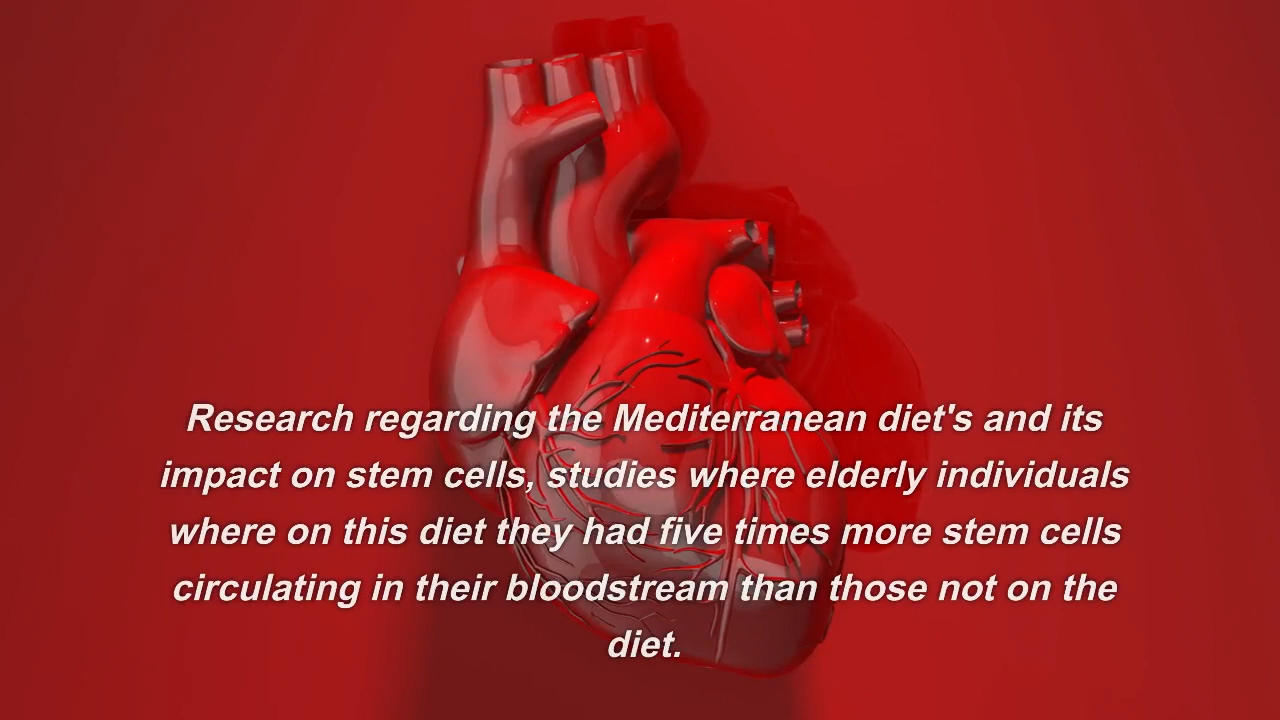 Research regarding the Mediterranean diet's and its
impact on stem cells, studies where elderly individuals
where on this diet they had five times more stem cells
circulating in their bloodstream than those not on the
diet.